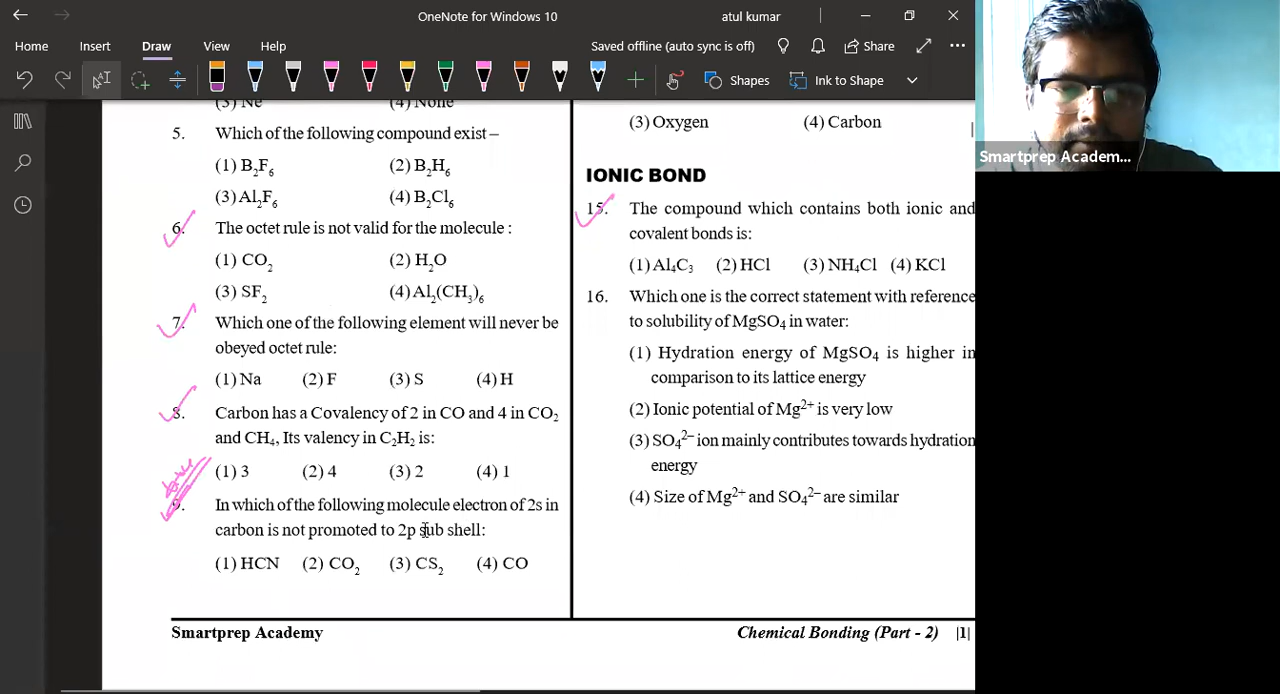 OneNote for Windows 10
atul kumar
Home Insert Draw View Help
Saved offline (auto sync is off)
Share
Shapes
Ink to Shape
Smartprep Academ...
(3) Ne (4) None
5. Which of the following compound exist –
(1) B₂F₆ (2) B₂H₆
(3) Al₂F₆ (4) B₂Cl₆
6. The octet rule is not valid for the molecule :
(1) CO₂ (2) H₂O
(3) SF₂ (4) Al₂(CH₃)₆
7. Which one of the following element will never be
obeyed octet rule:
(1) Na (2) F (3) S (4) H
8. Carbon has a Covalency of 2 in CO and 4 in CO₂
and CH₄, Its valency in C₂H₂ is:
(1) 3 (2) 4 (3) 2 (4) 1
9. In which of the following molecule electron of 2s in
carbon is not promoted to 2p sub shell:
(1) HCN (2) CO₂ (3) CS₂ (4) CO
(3) Oxygen (4) Carbon
IONIC BOND
15. The compound which contains both ionic and
covalent bonds is:
(1) Al₄C₃ (2) HCl (3) NH₄Cl (4) KCl
16. Which one is the correct statement with reference
to solubility of MgSO₄ in water:
(1) Hydration energy of MgSO₄ is higher in
comparison to its lattice energy
(2) Ionic potential of Mg²⁺ is very low
(3) SO₄²⁻ ion mainly contributes towards hydration
energy
(4) Size of Mg²⁺ and SO₄²⁻ are similar
Smartprep Academy
Chemical Bonding (Part - 2) |1|